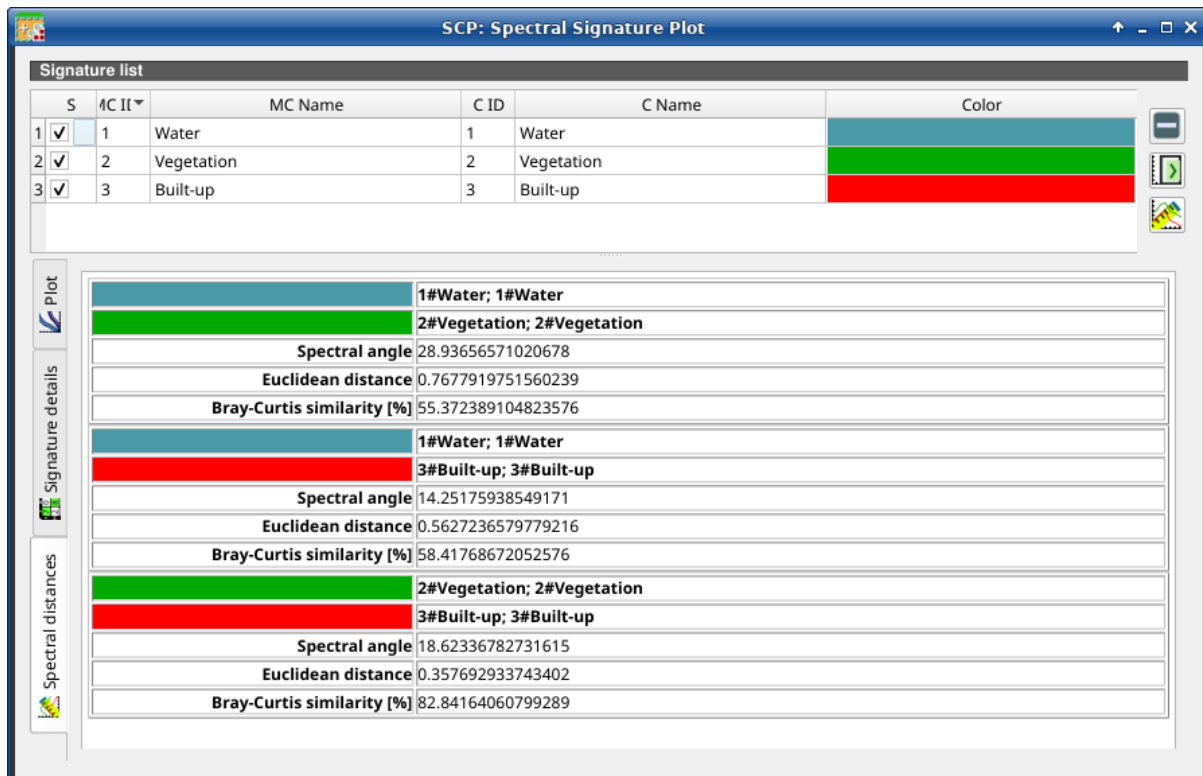 SCP: Spectral Signature Plot
Signature list
S MC ID MC Name C ID C Name Color
1 1 Water 1 Water
2 2 Vegetation 2 Vegetation
3 3 Built-up 3 Built-up
Plot
Signature details
Spectral distances
1#Water; 1#Water
2#Vegetation; 2#Vegetation
Spectral angle 28.93656571020678
Euclidean distance 0.7677919751560239
Bray-Curtis similarity [%] 55.372389104823576
1#Water; 1#Water
3#Built-up; 3#Built-up
Spectral angle 14.25175938549171
Euclidean distance 0.5627236579779216
Bray-Curtis similarity [%] 58.41768672052576
2#Vegetation; 2#Vegetation
3#Built-up; 3#Built-up
Spectral angle 18.62336782731615
Euclidean distance 0.357692933743402
Bray-Curtis similarity [%] 82.84164060799289